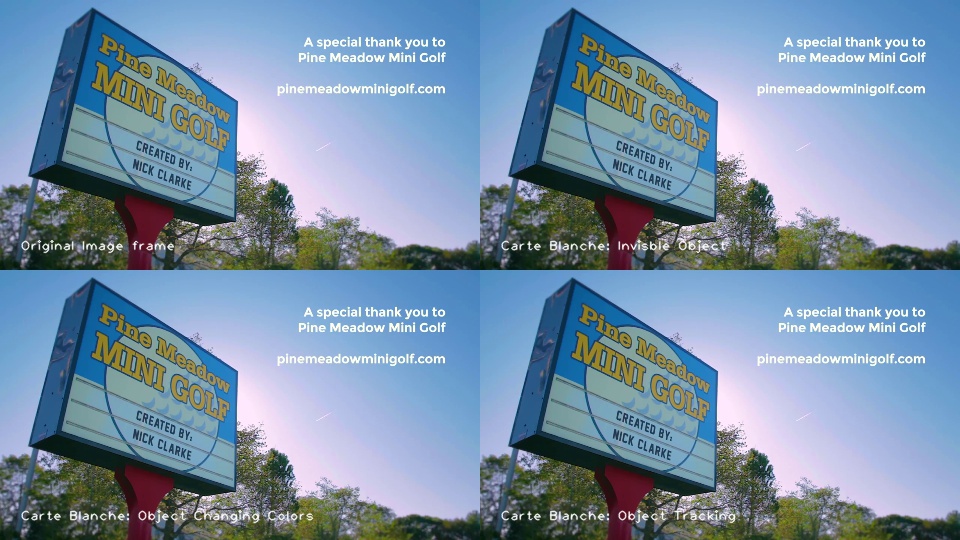 A special thank you to
Pine Meadow Mini Golf
pinemeadowminigolf.com
Pine Meadow
MINI GOLF
CREATED BY:
NICK CLARKE
Original Image frame
A special thank you to
Pine Meadow Mini Golf
pinemeadowminigolf.com
Pine Meadow
MINI GOLF
CREATED BY:
NICK CLARKE
Carte Blanche: Invisble Object
A special thank you to
Pine Meadow Mini Golf
pinemeadowminigolf.com
Pine Meadow
MINI GOLF
CREATED BY:
NICK CLARKE
Carte Blanche: Object Changing Colors
A special thank you to
Pine Meadow Mini Golf
pinemeadowminigolf.com
Pine Meadow
MINI GOLF
CREATED BY:
NICK CLARKE
Carte Blanche: Object Tracking